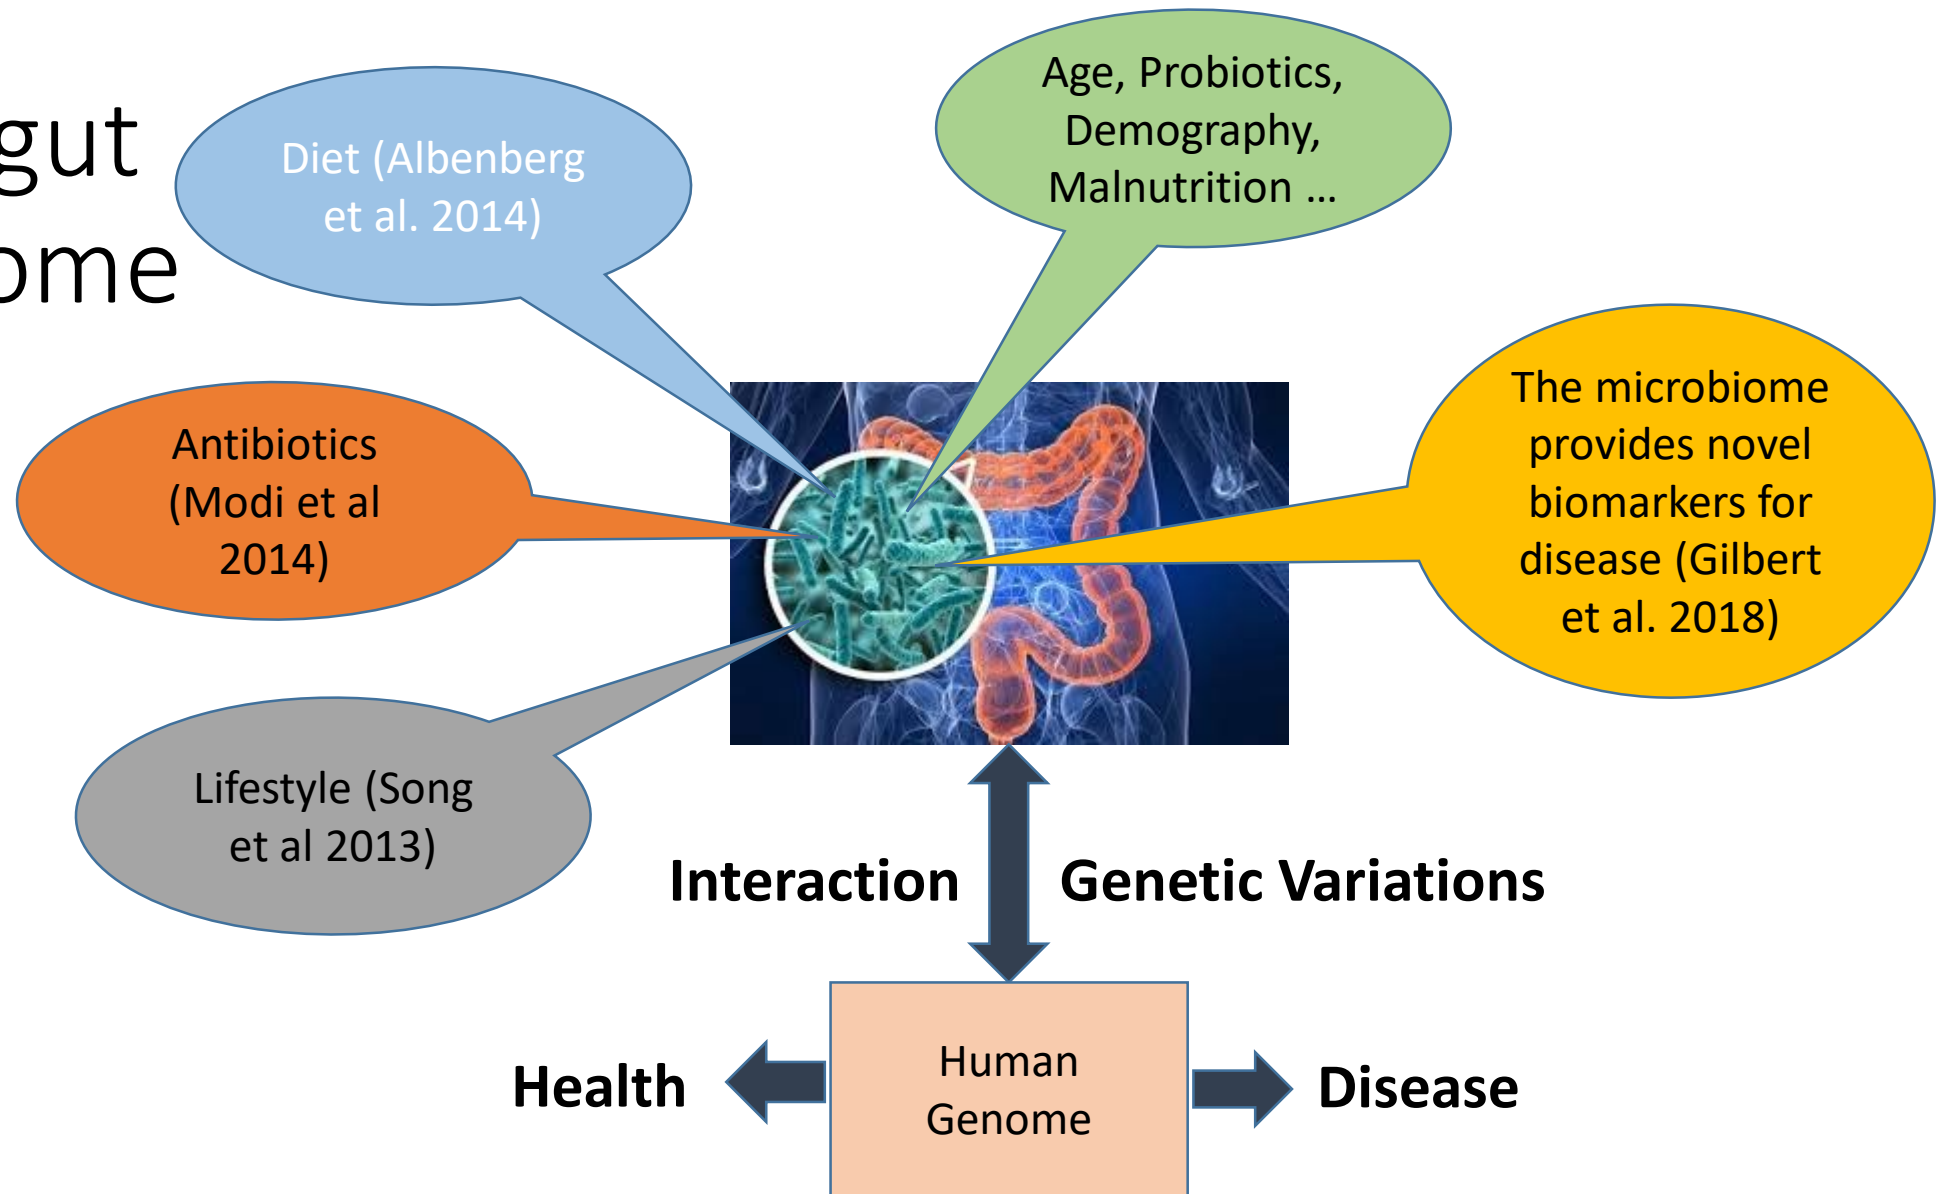 gut
ome
Diet (Albenberg
et al. 2014)
Age, Probiotics,
Demography,
Malnutrition ...
Antibiotics
(Modi et al
2014)
The microbiome
provides novel
biomarkers for
disease (Gilbert
et al. 2018)
Lifestyle (Song
et al 2013)
Interaction
Genetic Variations
Human
Genome
Health
Disease